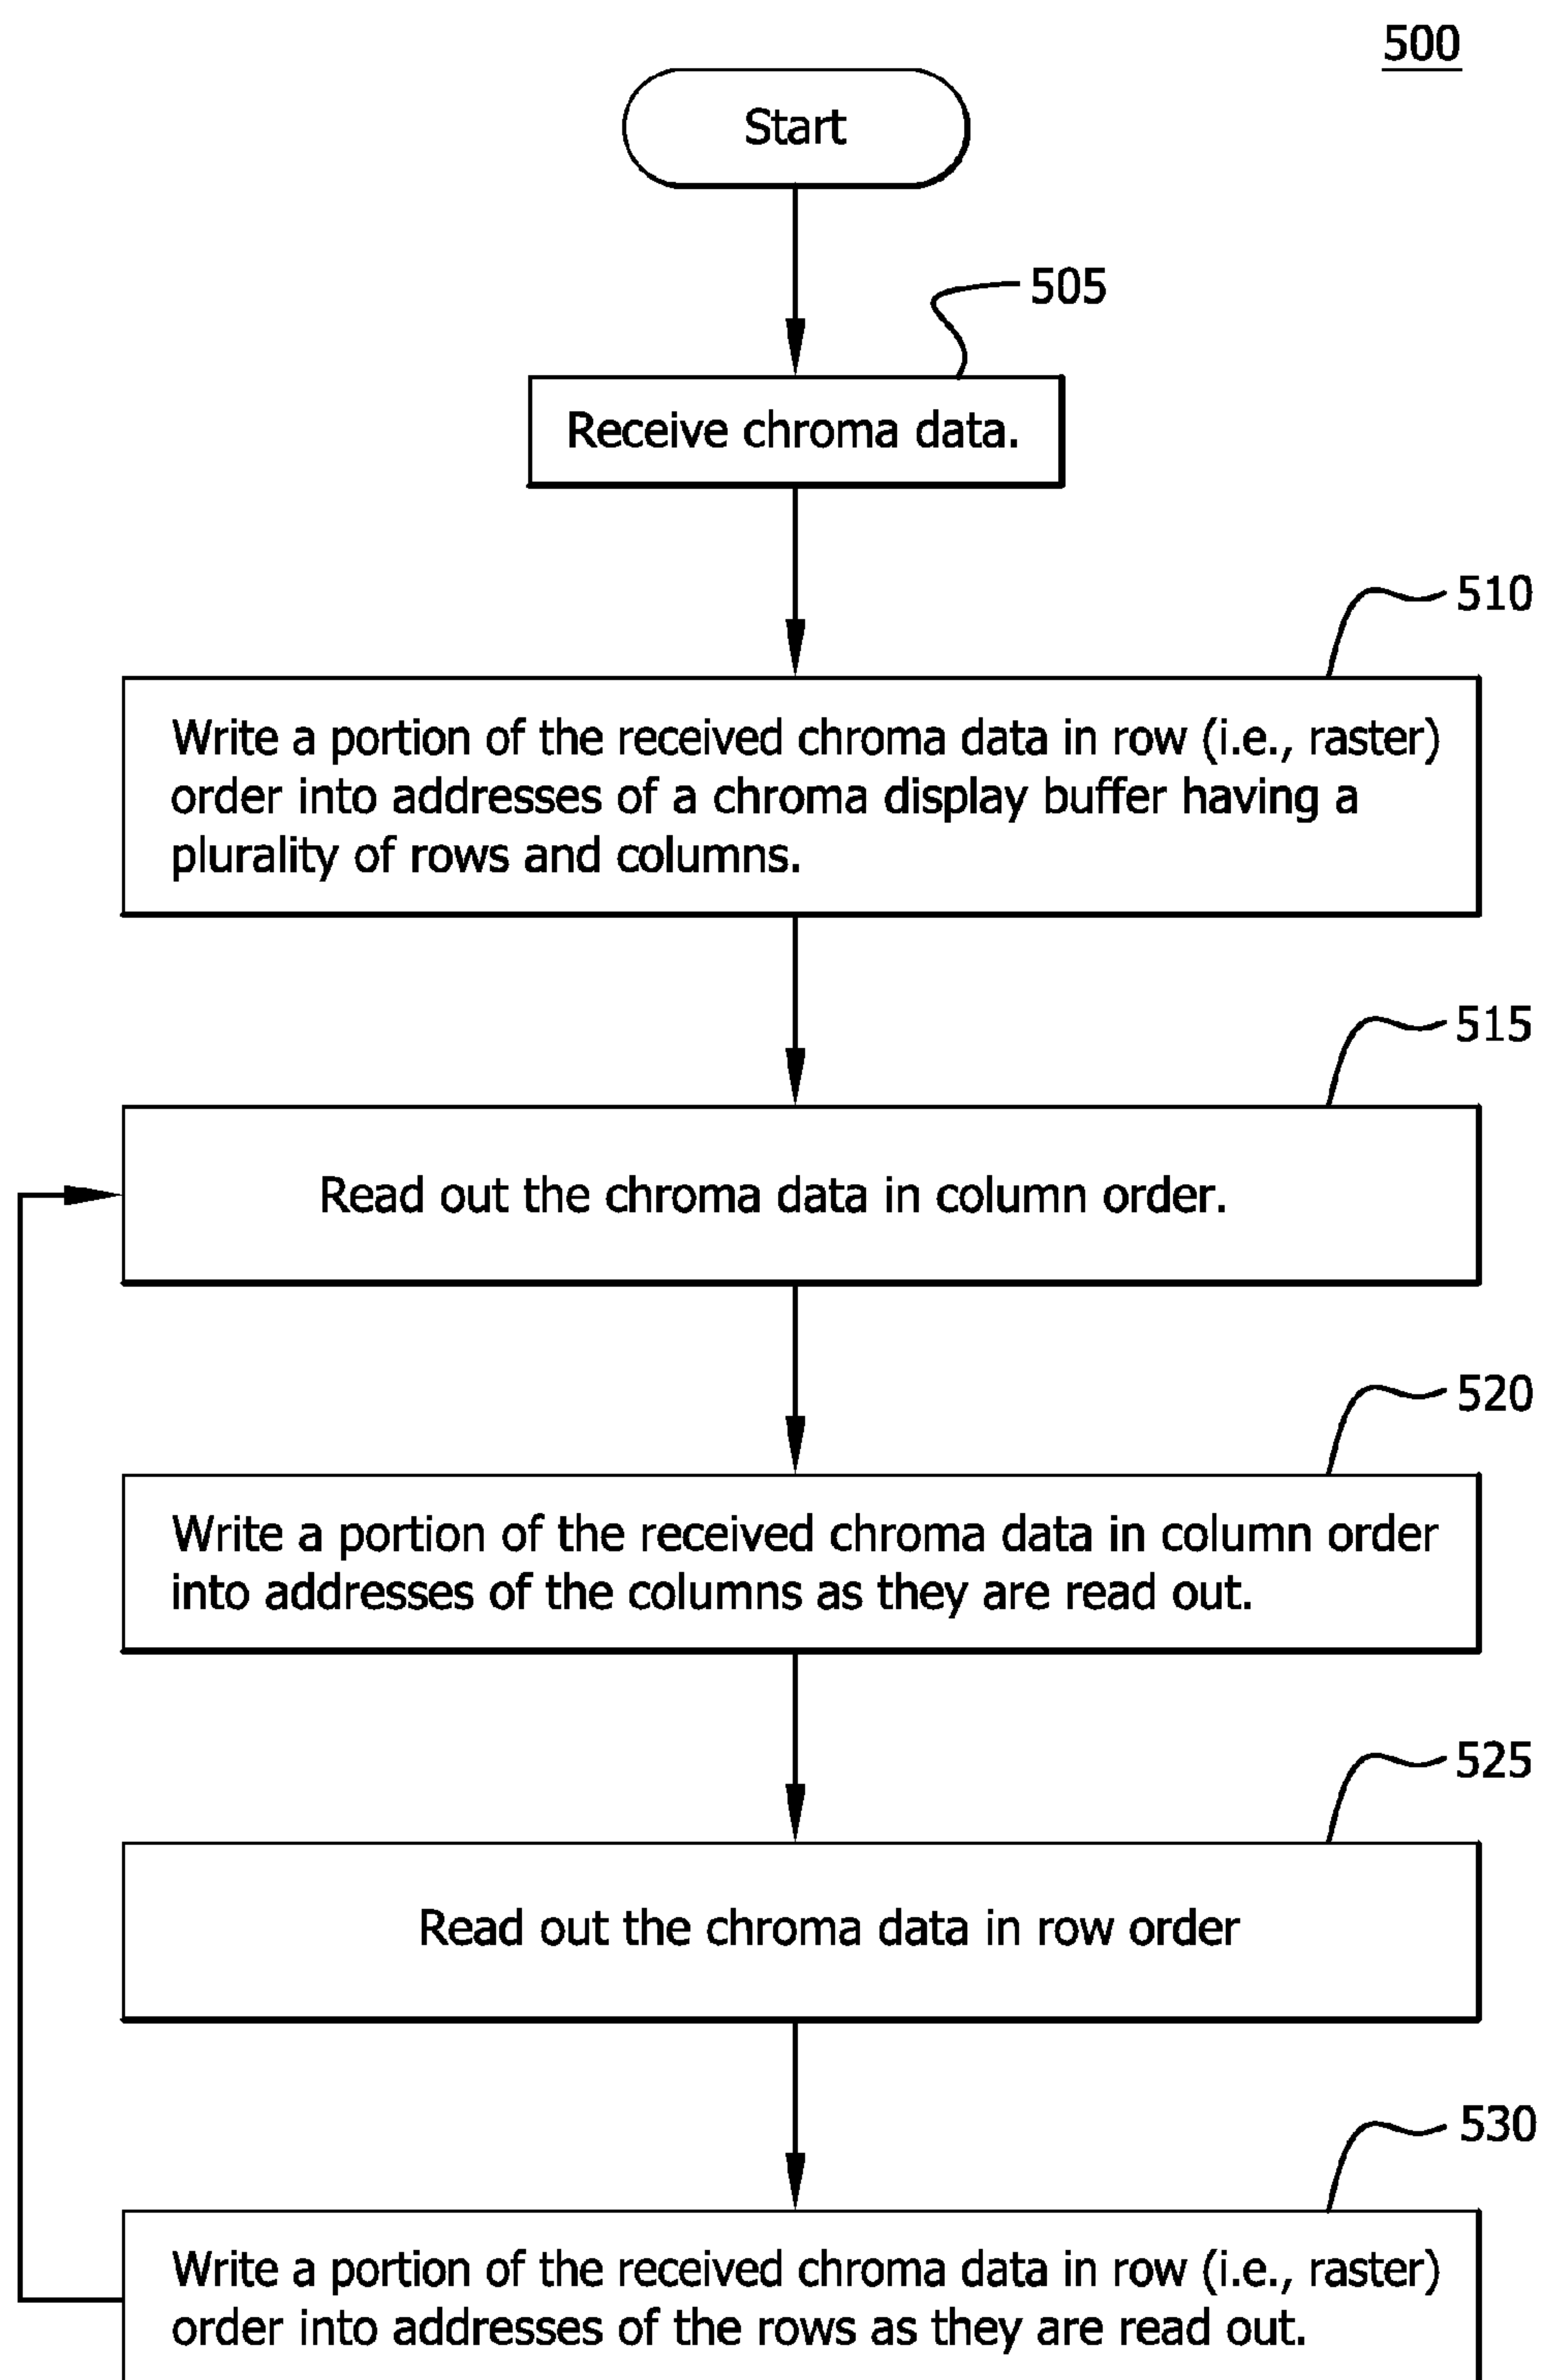 500
Start
505
Receive chroma data.
510
Write a portion of the received chroma data in row (i.e., raster)
order into addresses of a chroma display buffer having a
plurality of rows and columns.
515
Read out the chroma data in column order.
520
Write a portion of the received chroma data in column order
into addresses of the columns as they are read out.
525
Read out the chroma data in row order
530
Write a portion of the received chroma data in row (i.e., raster)
order into addresses of the rows as they are read out.